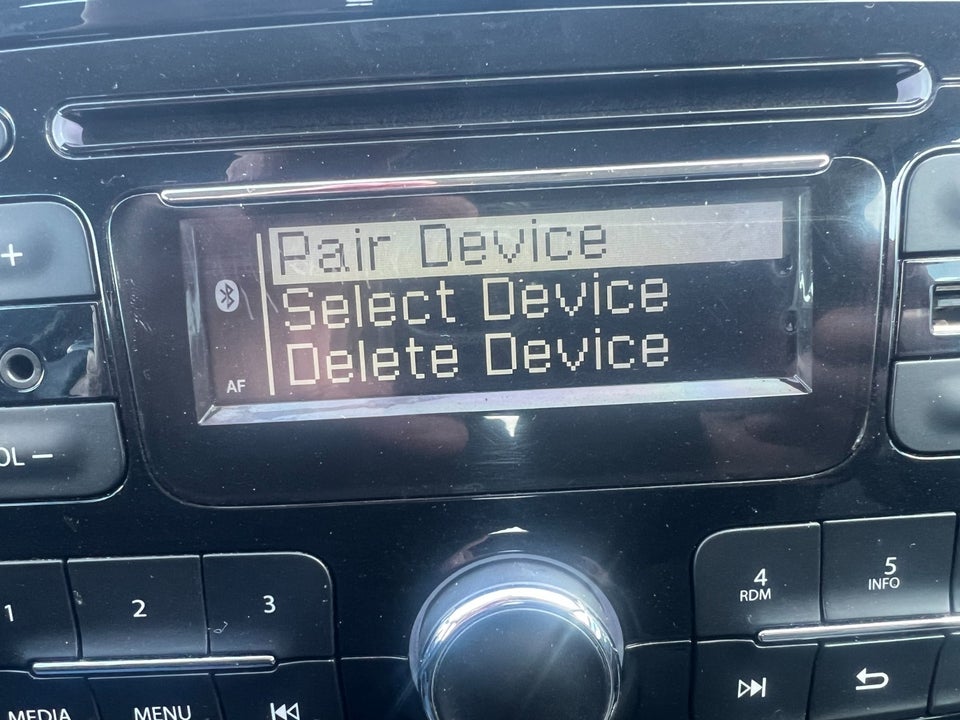 +
Pair Device
Select Device
Delete Device
AF
OL −
1
2
3
4
RDM
5
INFO
MEDIA
MENU